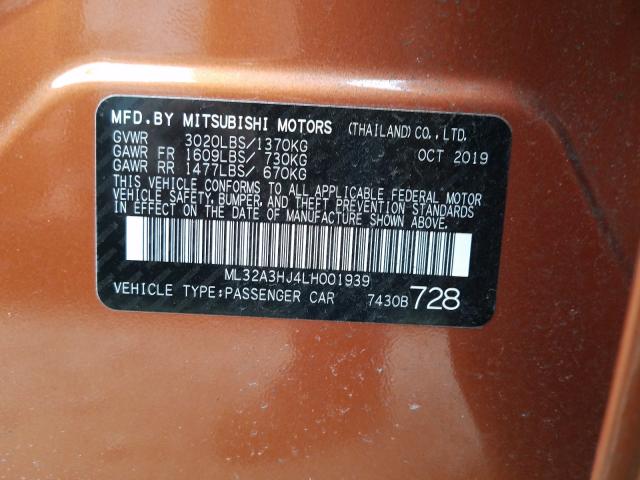 MFD.BY MITSUBISHI MOTORS (THAILAND) CO., LTD.
GVWR 3020LBS/1370KG OCT 2019
GAWR FR 1609LBS/ 730KG
GAWR RR 1477LBS/ 670KG
THIS VEHICLE CONFORMS TO ALL APPLICABLE FEDERAL MOTOR
VEHICLE SAFETY, BUMPER, AND THEFT PREVENTION STANDARDS
IN EFFECT ON THE DATE OF MANUFACTURE SHOWN ABOVE.
ML32A3HJ4LH001939
VEHICLE TYPE:PASSENGER CAR 7430B 728